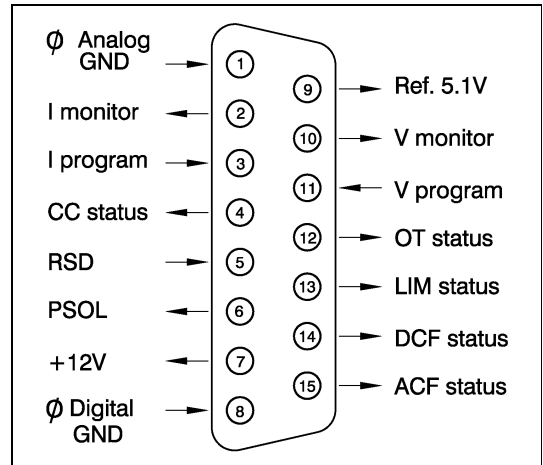 Ø Analog
GND
1
I monitor
2
I program
3
CC status
4
RSD
5
PSOL
6
+12V
7
Ø Digital
GND
8
9
Ref. 5.1V
10
V monitor
11
V program
12
OT status
13
LIM status
14
DCF status
15
ACF status